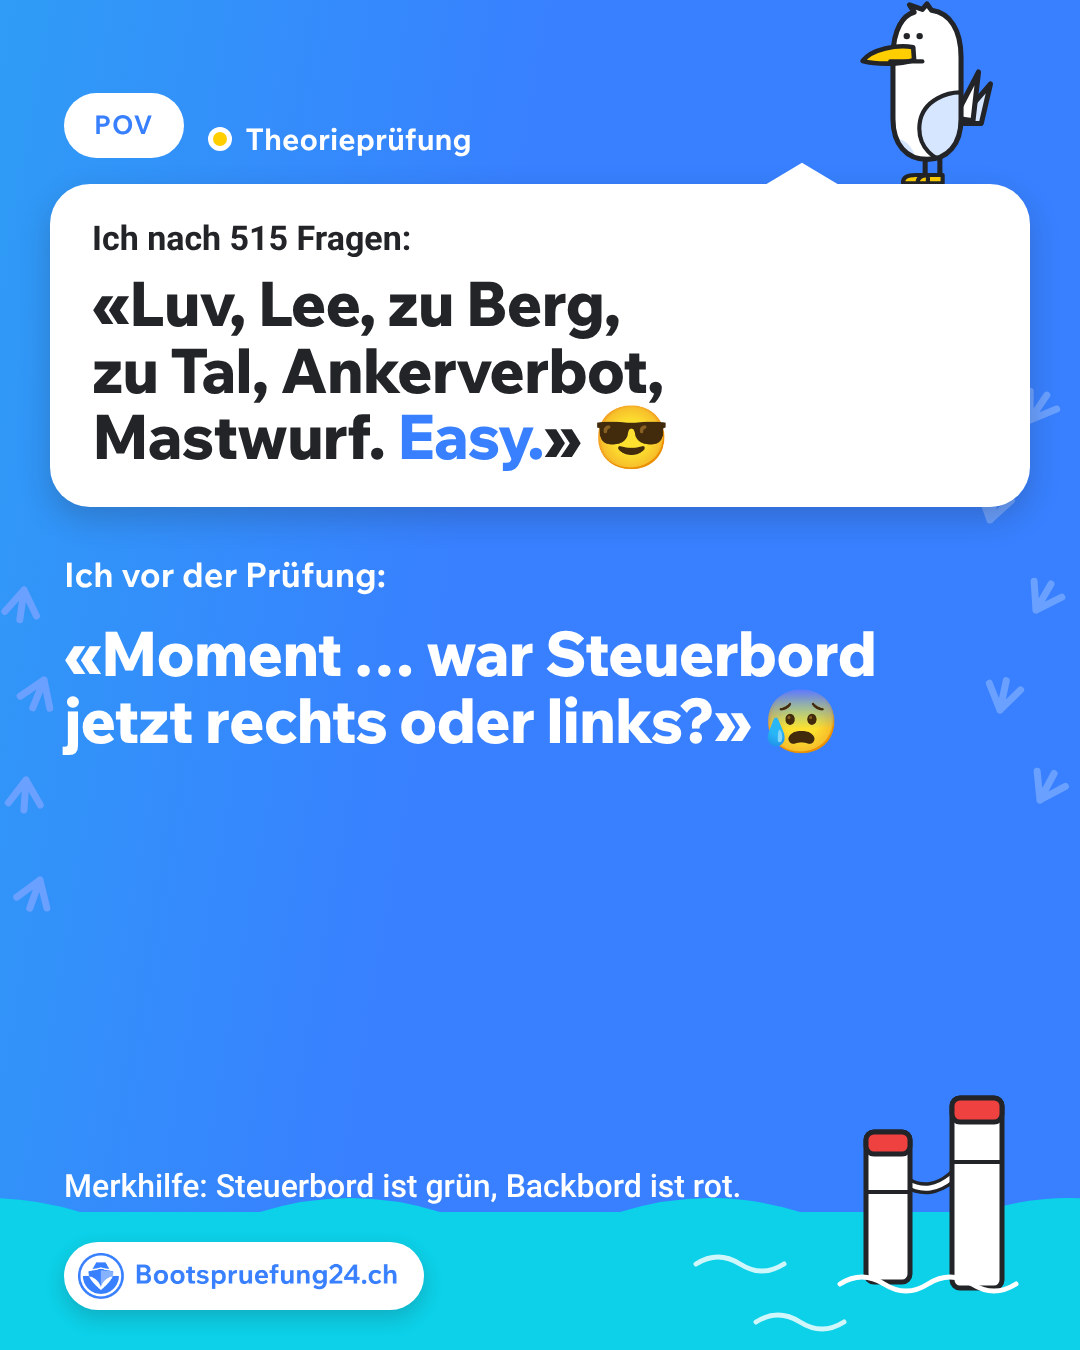 POV
Theorieprüfung
Ich nach 515 Fragen:
«Luv, Lee, zu Berg,
zu Tal, Ankerverbot,
Mastwurf. Easy.» 😎
Ich vor der Prüfung:
«Moment ... war Steuerbord
jetzt rechts oder links?» 😰
Merkhilfe: Steuerbord ist grün, Backbord ist rot.
Bootspruefung24.ch